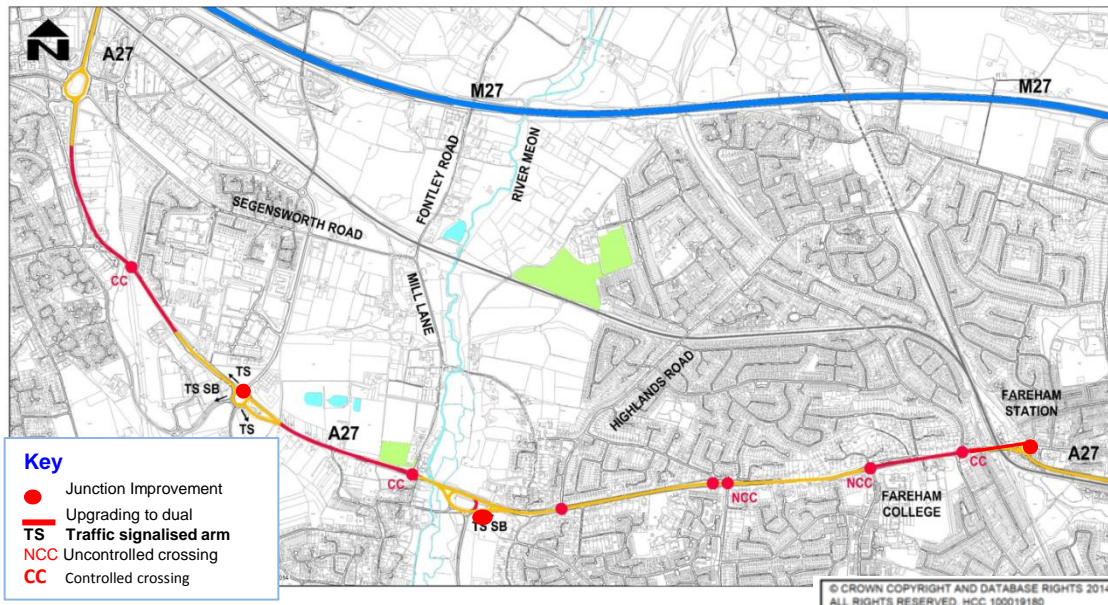 N
A27
M27
M27
FONTLEY ROAD
RIVER MEON
SEGENSWORTH ROAD
CC
MILL LANE
TS
TS SB
TS
HIGHLANDS ROAD
FAREHAM
STATION
A27
A27
CC
CC
NCC
NCC
FAREHAM
COLLEGE
TS SB
Key
Junction Improvement
Upgrading to dual
TS Traffic signalised arm
NCC Uncontrolled crossing
CC Controlled crossing
© CROWN COPYRIGHT AND DATABASE RIGHTS 2014
ALL RIGHTS RESERVED. HCC 100019180